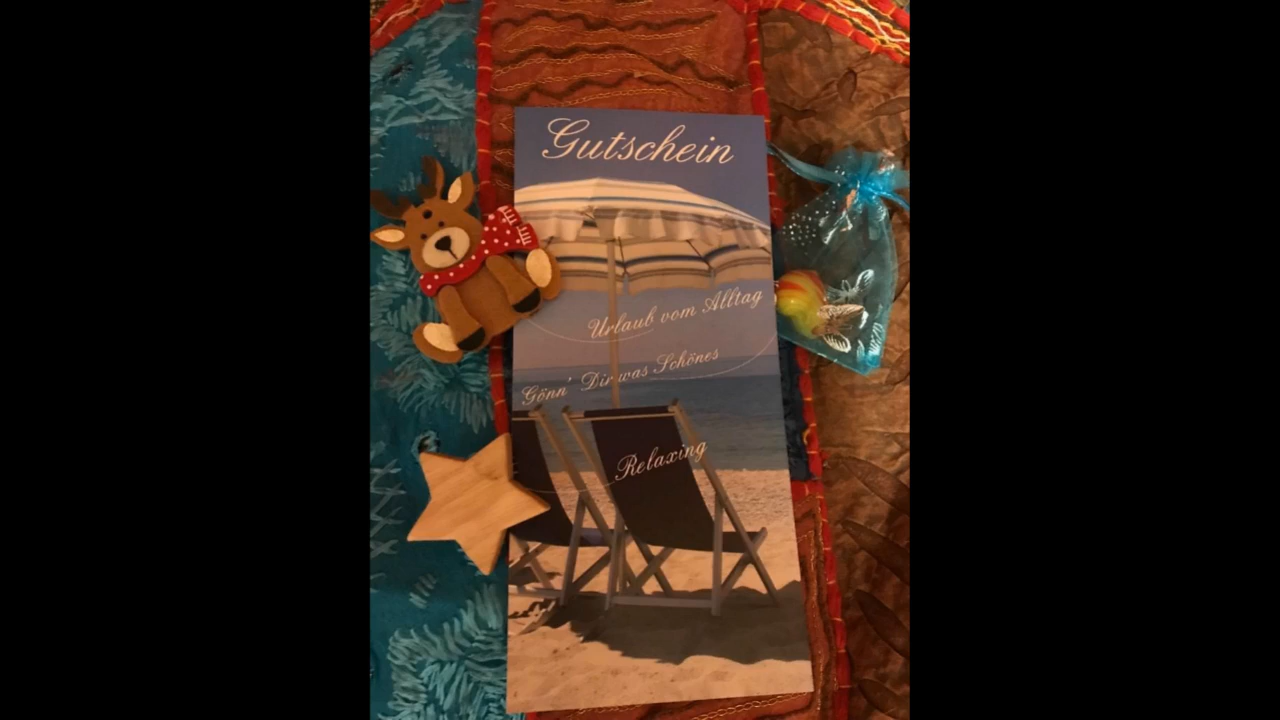 Gutschein
Urlaub vom Alltag
Gönn' Dir was Schönes
Relaxing